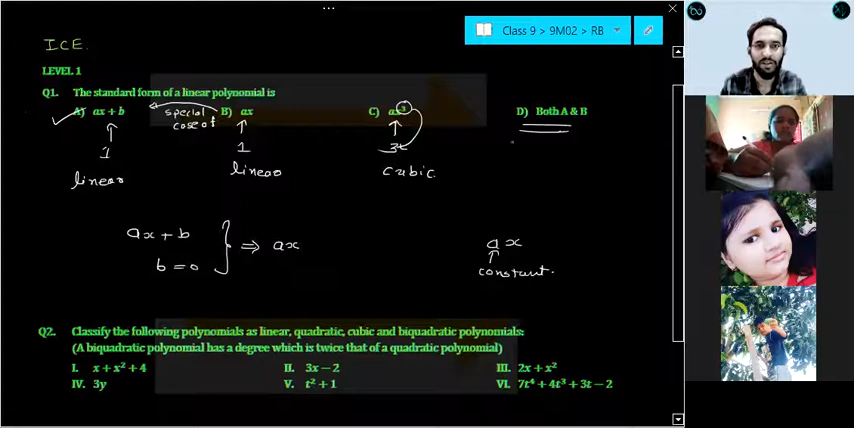 ...
Class 9 > 9M02 > RB
ICE.
LEVEL 1
Q1. The standard form of a linear polynomial is
A) ax + b special case of B) ax C) ax³ D) Both A & B
1 1 3
linear linear cubic
ax + b
b = 0 ⇒ ax
ax
constant.
Q2. Classify the following polynomials as linear, quadratic, cubic and biquadratic polynomials:
(A biquadratic polynomial has a degree which is twice that of a quadratic polynomial)
I. x + x² + 4 II. 3x − 2 III. 2x + x²
IV. 3y V. t² + 1 VI. 7t⁴ + 4t³ + 3t − 2